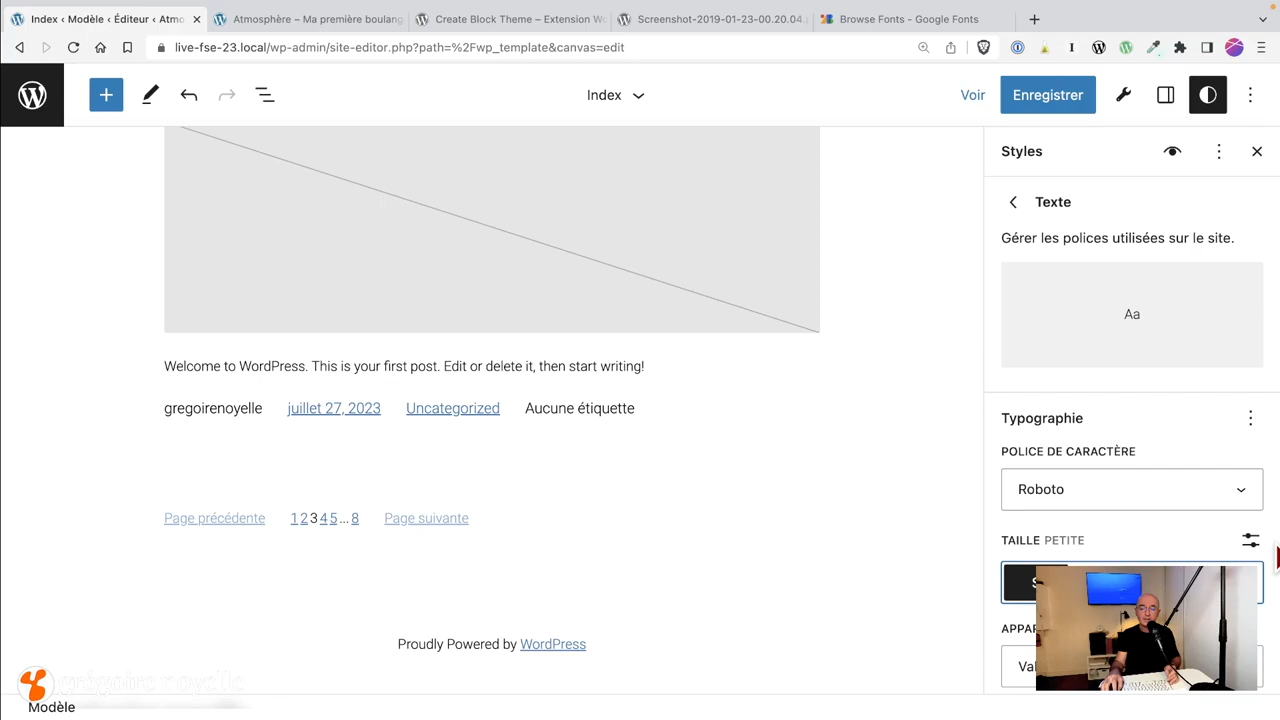 Index ‹ Modèle ‹ Éditeur ‹ Atmo
Atmosphère – Ma première boulang
Create Block Theme – Extension Wo
Screenshot-2019-01-23-00.20.04.p
Browse Fonts - Google Fonts
live-fse-23.local/wp-admin/site-editor.php?path=%2Fwp_template&canvas=edit
Index
Voir
Enregistrer
Styles
Texte
Gérer les polices utilisées sur le site.
Aa
Welcome to WordPress. This is your first post. Edit or delete it, then start writing!
gregoirenoyelle juillet 27, 2023 Uncategorized Aucune étiquette
Typographie
POLICE DE CARACTÈRE
Roboto
Page précédente 1 2 3 4 5 ... 8 Page suivante
TAILLE PETITE
S
Proudly Powered by WordPress
grégoire noyelle
Modèle